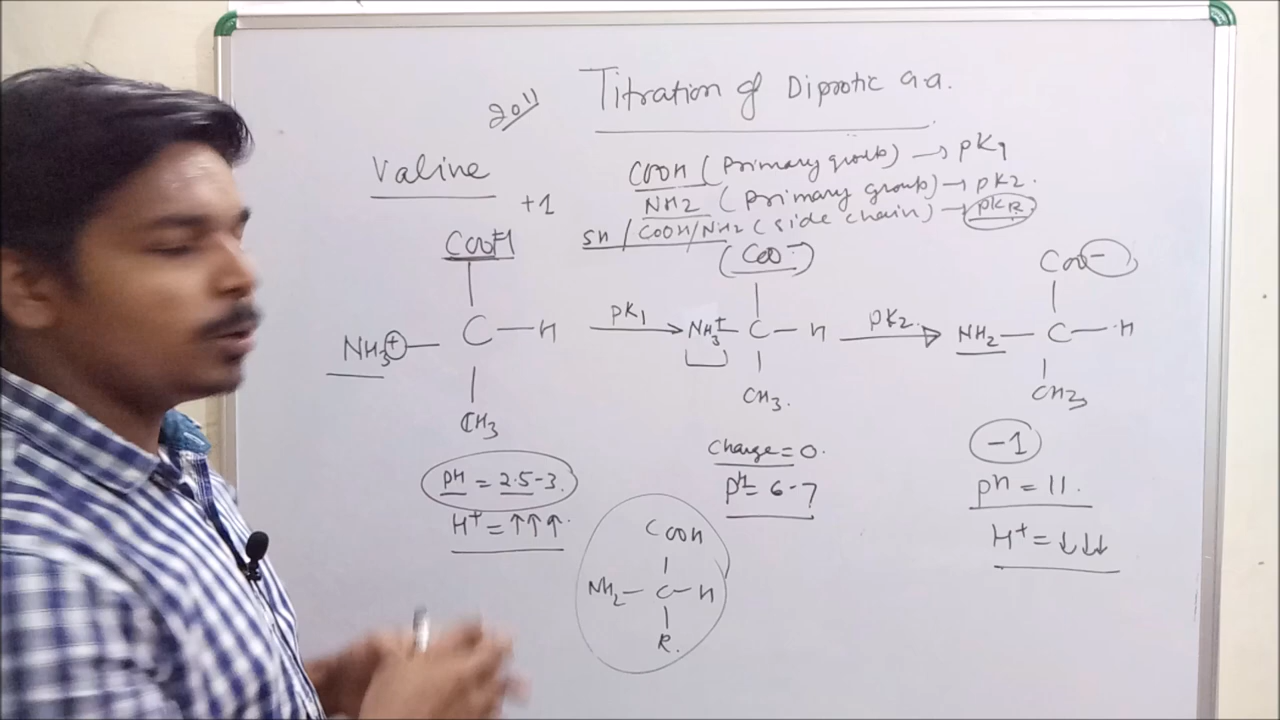 Titration of Diprotic a.a.
2011
Valine
COOH (Primary group) → pK1
NH2 (Primary group) → pK2.
SH / COOH/NH2 (side chain) → pKR
+1
COOH
NH3+ — C — H
CH3
pK1 →
(COO-)
NH3+ — C — H
CH3.
pK2. →
COO-
NH2 — C — H
CH3
pH = 2.5-3.
H+ = ↑↑↑.
Charge = 0.
pH = 6-7
-1
pH = 11.
H+ = ↓↓↓
COOH
NH2 — C — H
R.